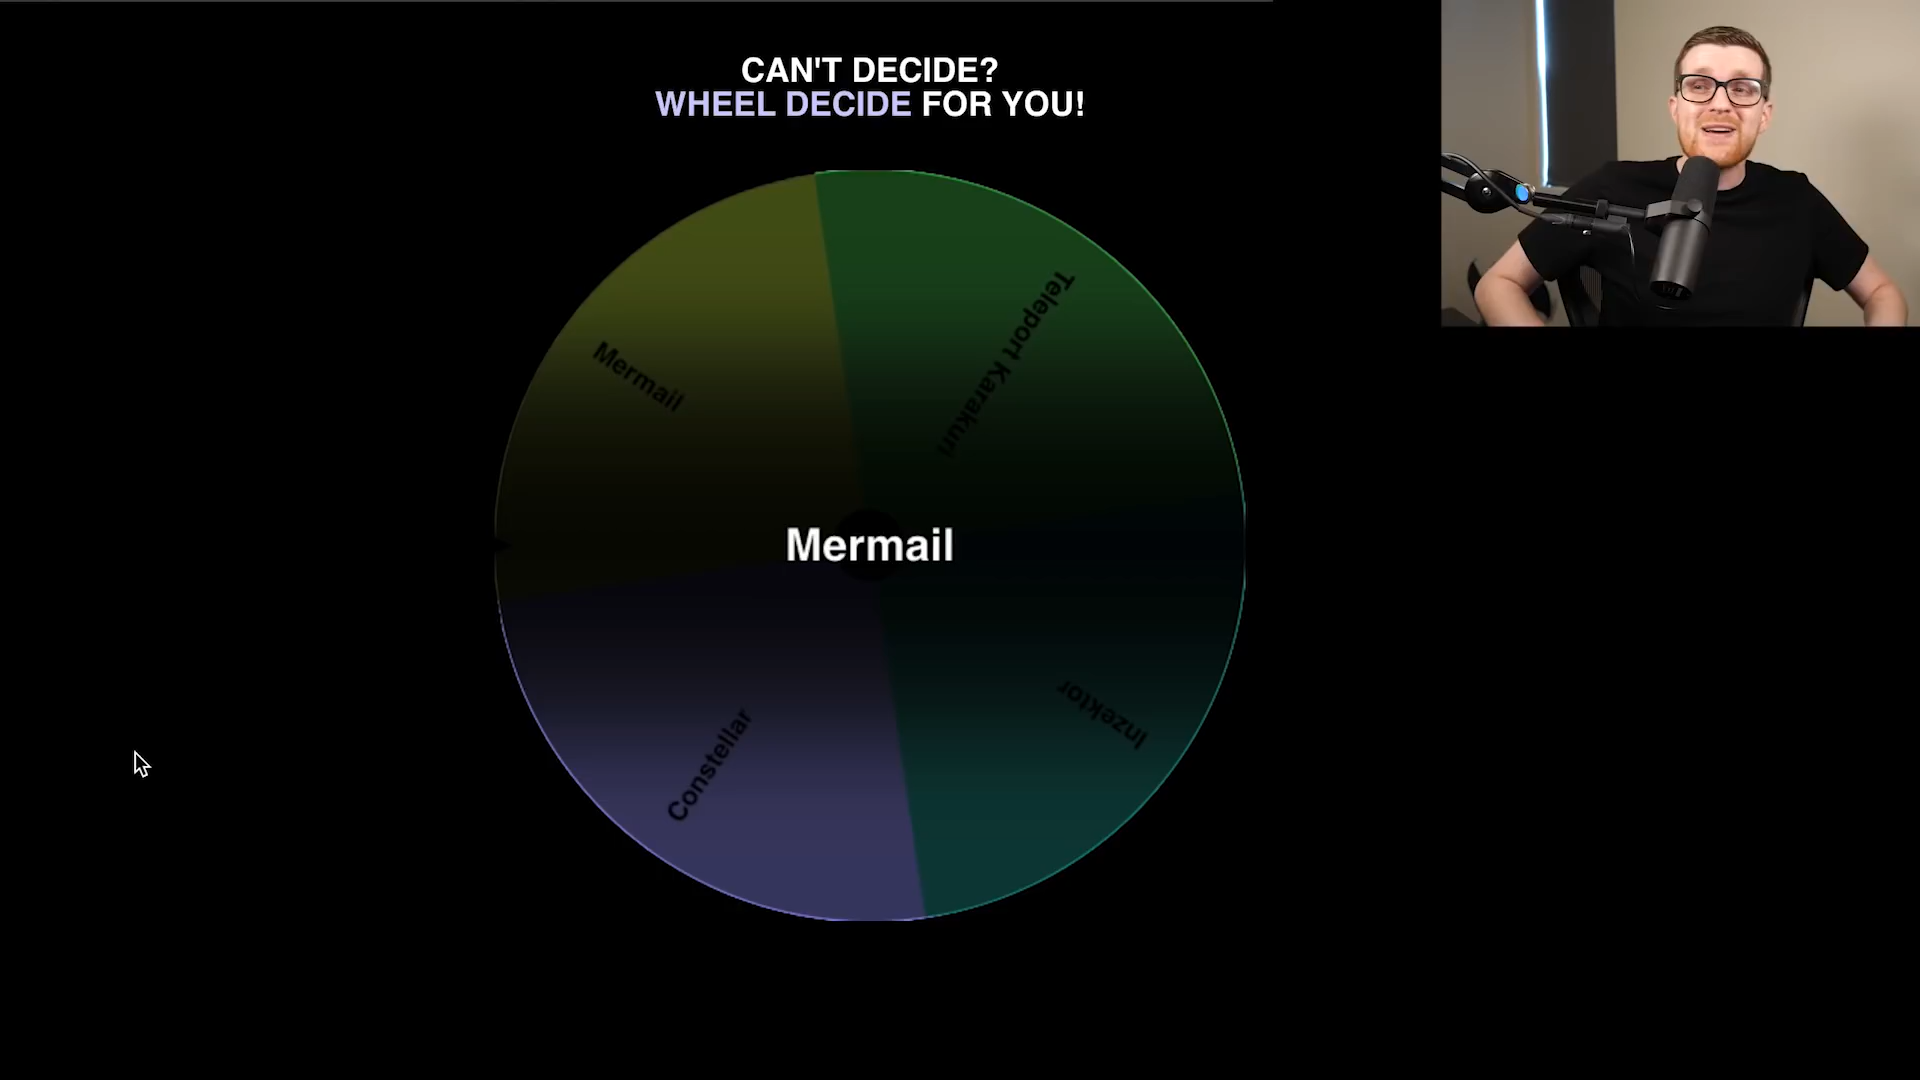 CAN'T DECIDE?
WHEEL DECIDE FOR YOU!
Mermail
Teleport Karakuri
Mermail
Inzektor
Constellar